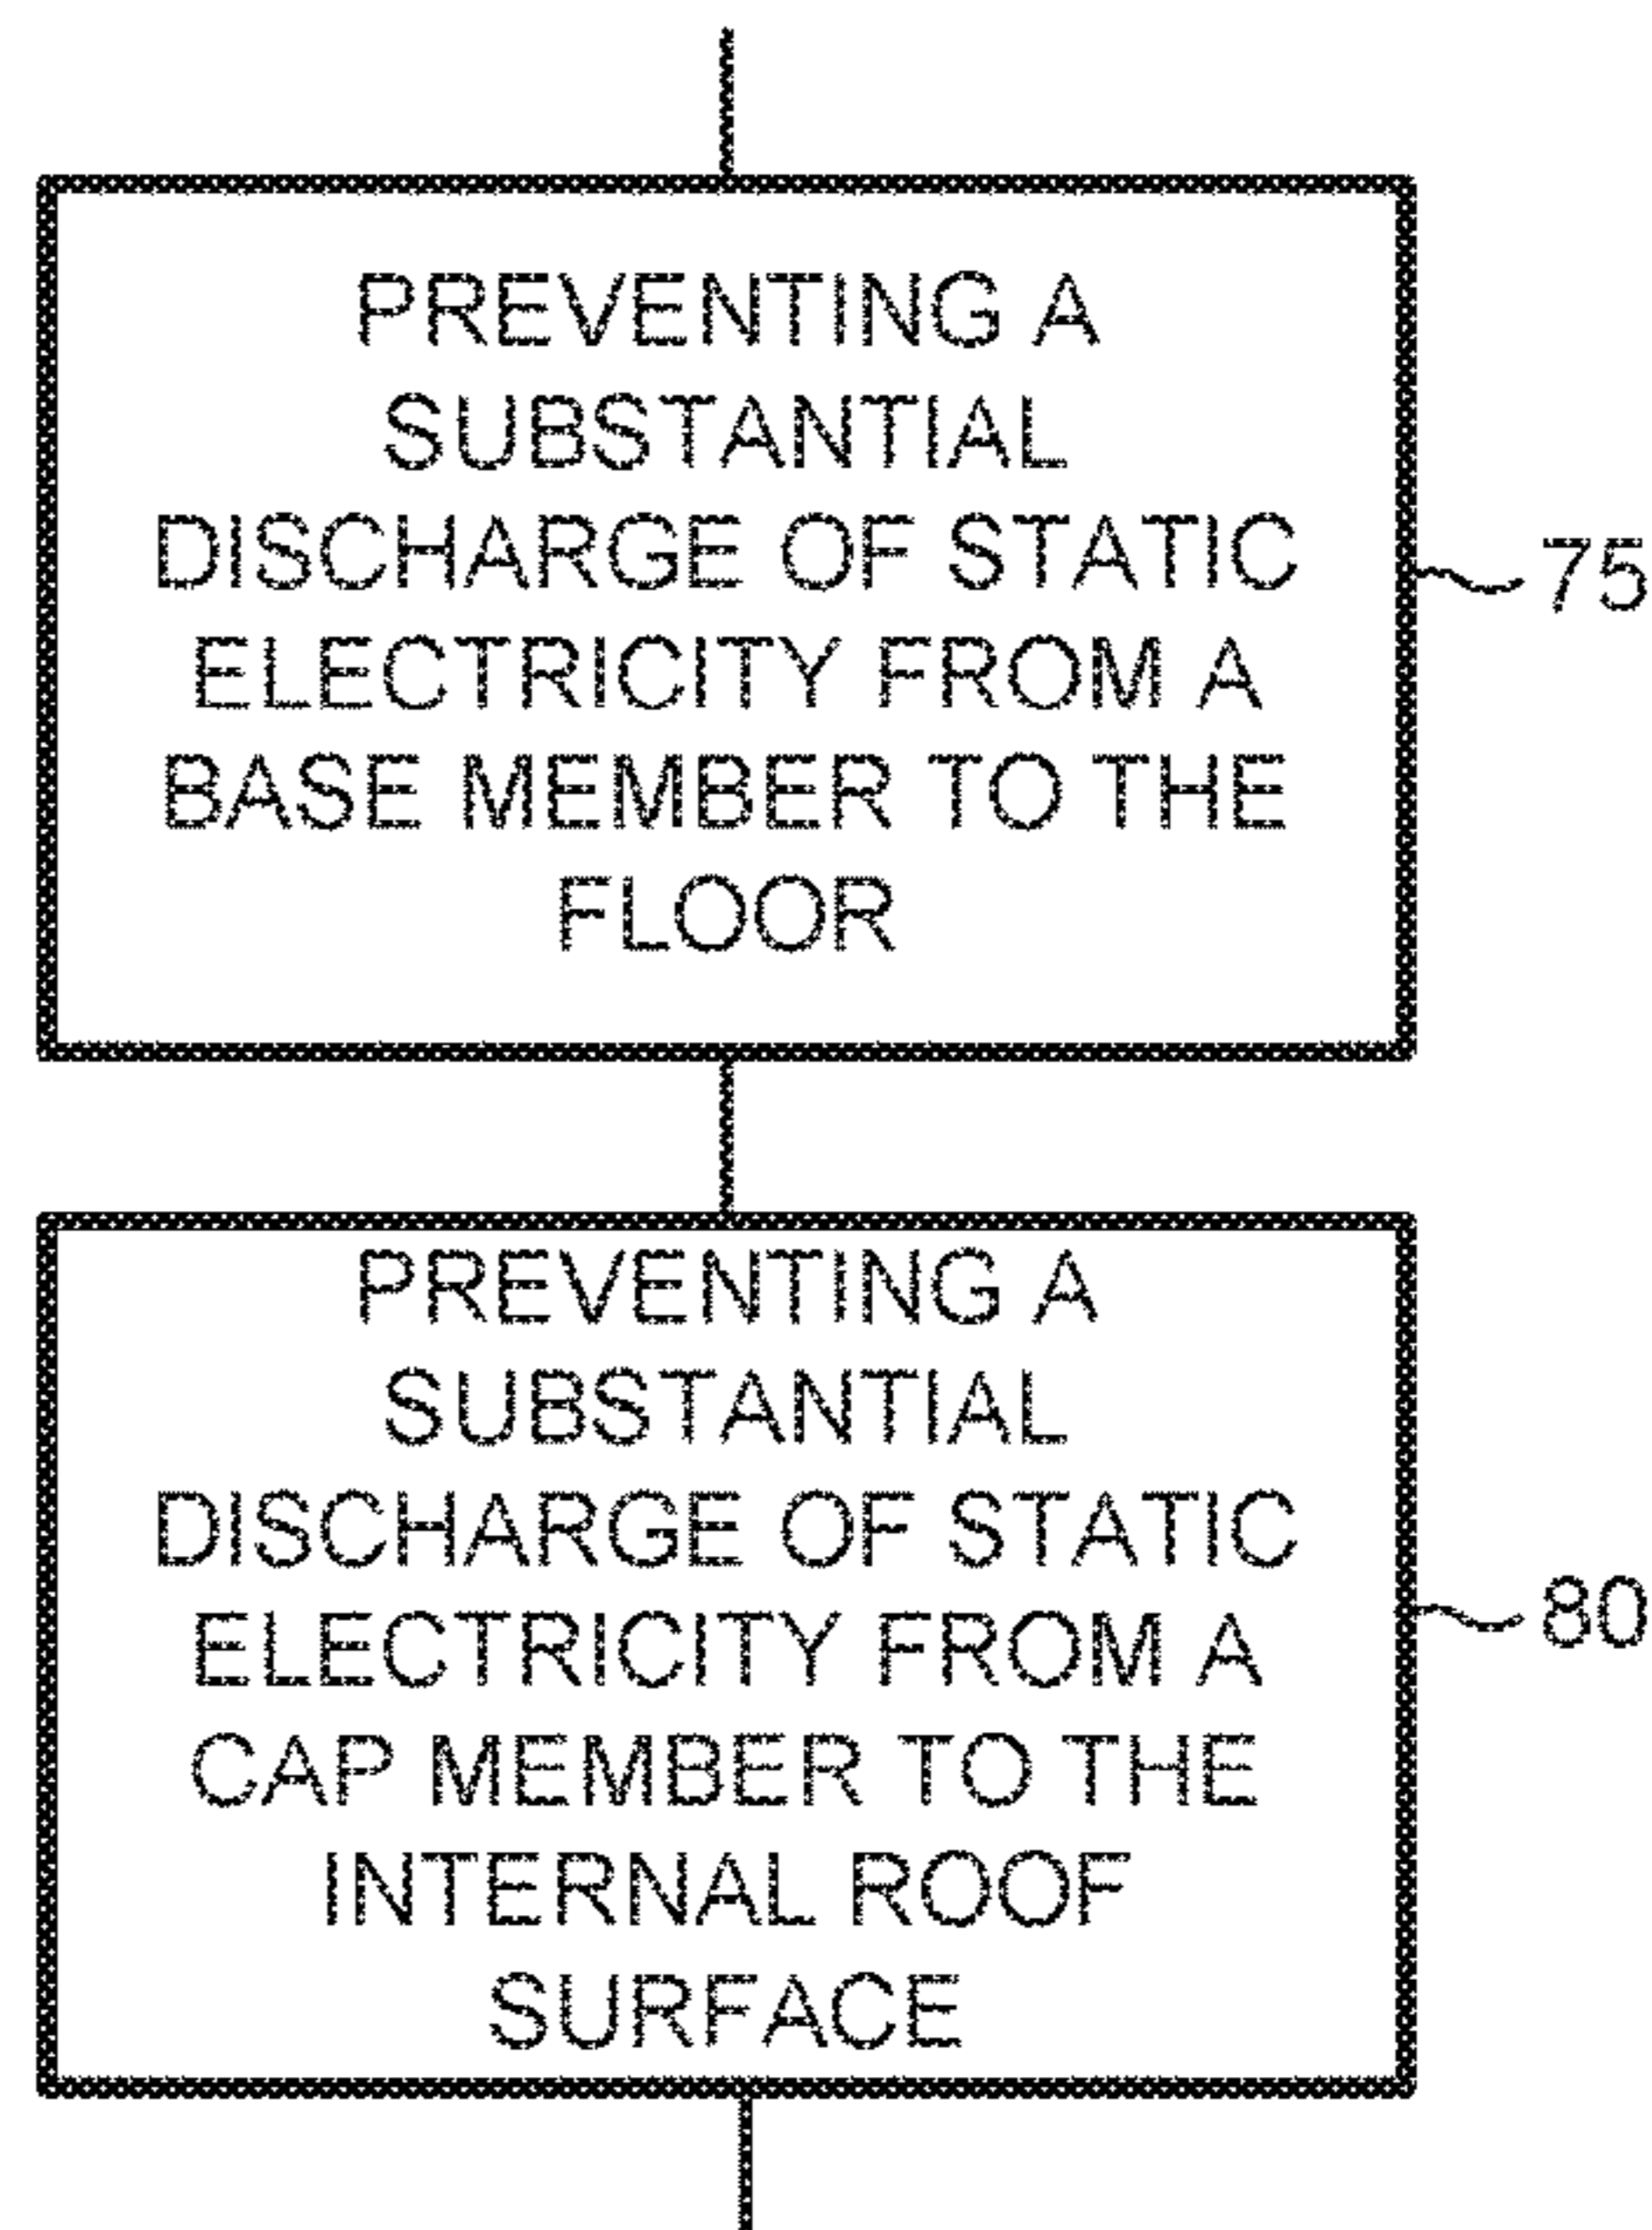 PREVENTING A
SUBSTANTIAL
DISCHARGE OF STATIC
ELECTRICITY FROM A
BASE MEMBER TO THE
FLOOR
75
PREVENTING A
SUBSTANTIAL
DISCHARGE OF STATIC
ELECTRICITY FROM A
CAP MEMBER TO THE
INTERNAL ROOF
SURFACE
80